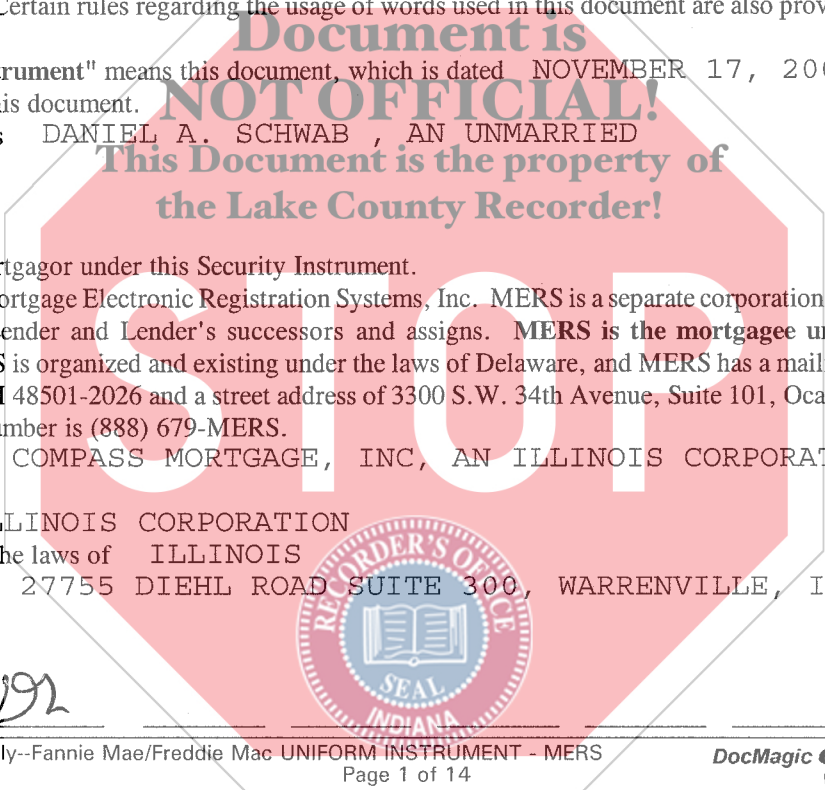 Certain rules regarding the usage of words used in this document are also prov
Document is
rument" means this document, which is dated NOVEMBER 17, 200
NOT OFFICIAL!
is document.
s DANIEL A. SCHWAB , AN UNMARRIED
This Document is the property of
the Lake County Recorder!
rtgagor under this Security Instrument.
ortgage Electronic Registration Systems, Inc. MERS is a separate corporation
ender and Lender's successors and assigns. MERS is the mortgagee un
S is organized and existing under the laws of Delaware, and MERS has a mail
I 48501-2026 and a street address of 3300 S.W. 34th Avenue, Suite 101, Oca
mber is (888) 679-MERS.
STOP
COMPASS MORTGAGE, INC, AN ILLINOIS CORPORAT
LLINOIS CORPORATION
he laws of ILLINOIS
27755 DIEHL ROAD SUITE 300, WARRENVILLE, I
RECORDER'S OFFICE
SEAL
INDIANA
ly--Fannie Mae/Freddie Mac UNIFORM INSTRUMENT - MERS DocMagic
Page 1 of 14